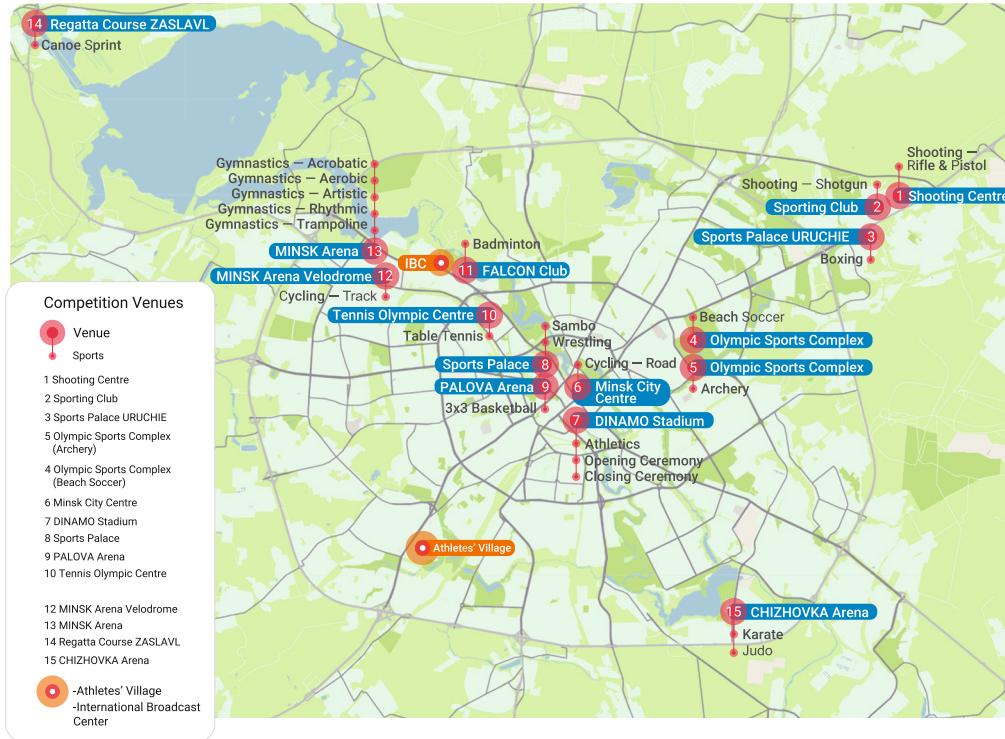 14 Regatta Course ZASLAVL
Canoe Sprint
Gymnastics — Acrobatic
Gymnastics — Aerobic
Gymnastics — Artistic
Gymnastics — Rhythmic
Gymnastics — Trampoline
MINSK Arena 13
Shooting —
Rifle & Pistol
Shooting — Shotgun
1 Shooting Centre
Sporting Club 2
Sports Palace URUCHIE 3
Boxing
Badminton
IBC
11 FALCON Club
MINSK Arena Velodrome 12
Cycling — Track
Tennis Olympic Centre 10
Table Tennis
Sambo
Wrestling
Sports Palace 8
Cycling — Road
PALOVA Arena 9
3x3 Basketball
6 Minsk City
Centre
Beach Soccer
4 Olympic Sports Complex
5 Olympic Sports Complex
Archery
7 DINAMO Stadium
Athletics
Opening Ceremony
Closing Ceremony
Athletes' Village
15 CHIZHOVKA Arena
Karate
Judo
Competition Venues
Venue
Sports
1 Shooting Centre
2 Sporting Club
3 Sports Palace URUCHIE
5 Olympic Sports Complex
(Archery)
4 Olympic Sports Complex
(Beach Soccer)
6 Minsk City Centre
7 DINAMO Stadium
8 Sports Palace
9 PALOVA Arena
10 Tennis Olympic Centre
12 MINSK Arena Velodrome
13 MINSK Arena
14 Regatta Course ZASLAVL
15 CHIZHOVKA Arena
-Athletes' Village
-International Broadcast
Center